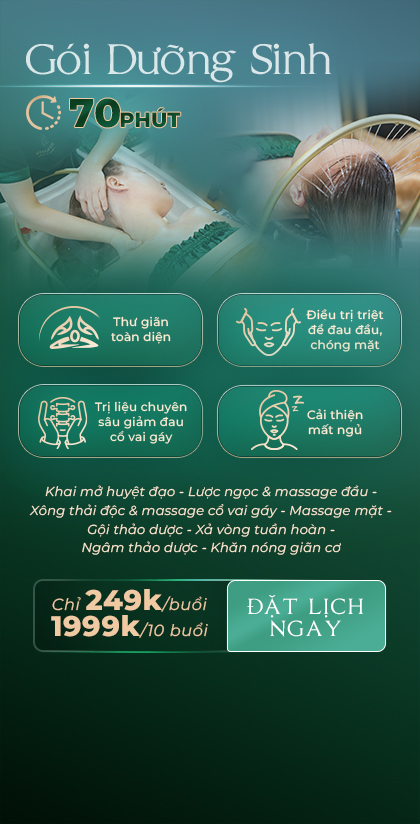 Gói Dưỡng Sinh
70PHÚT
Thư giãn
toàn diện
Điều trị triệt
để đau đầu,
chóng mặt
Trị liệu chuyên
sâu giảm đau
cổ vai gáy
Z
Z
Z
Cải thiện
mất ngủ
Khai mở huyệt đạo - Lược ngọc & massage đầu -
Xông thải độc & massage cổ vai gáy - Massage mặt -
Gội thảo dược - Xả vòng tuần hoàn -
Ngâm thảo dược - Khăn nóng giãn cơ
Chỉ 249k/buổi
1999k/10 buổi
ĐẶT LỊCH
NGAY